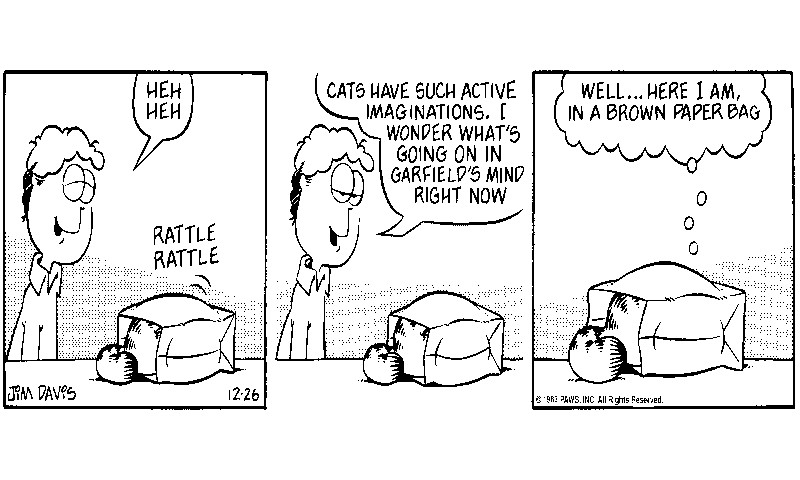 HEH
HEH
RATTLE
RATTLE
JIM DAVIS
12-26
CATS HAVE SUCH ACTIVE
IMAGINATIONS. I
WONDER WHAT'S
GOING ON IN
GARFIELD'S MIND
RIGHT NOW
WELL...HERE I AM,
IN A BROWN PAPER BAG
© 1983 PAWS, INC. All Rights Reserved.